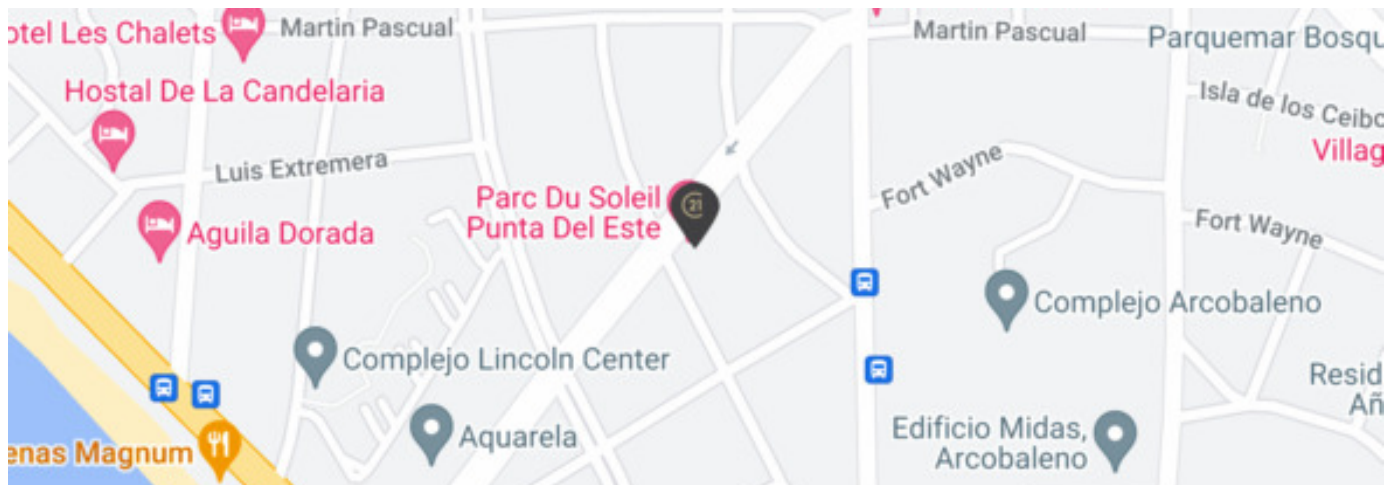 otel Les Chalets
Martin Pascual
Martin Pascual
Parquemar Bosqu
Hostal De La Candelaria
Isla de los Ceibo
Villag
Luis Extremera
Fort Wayne
Parc Du Soleil
Punta Del Este
21
Aguila Dorada
Fort Wayne
Complejo Arcobaleno
Complejo Lincoln Center
Resid
Añ
Aquarela
Edificio Midas,
Arcobaleno
enas Magnum